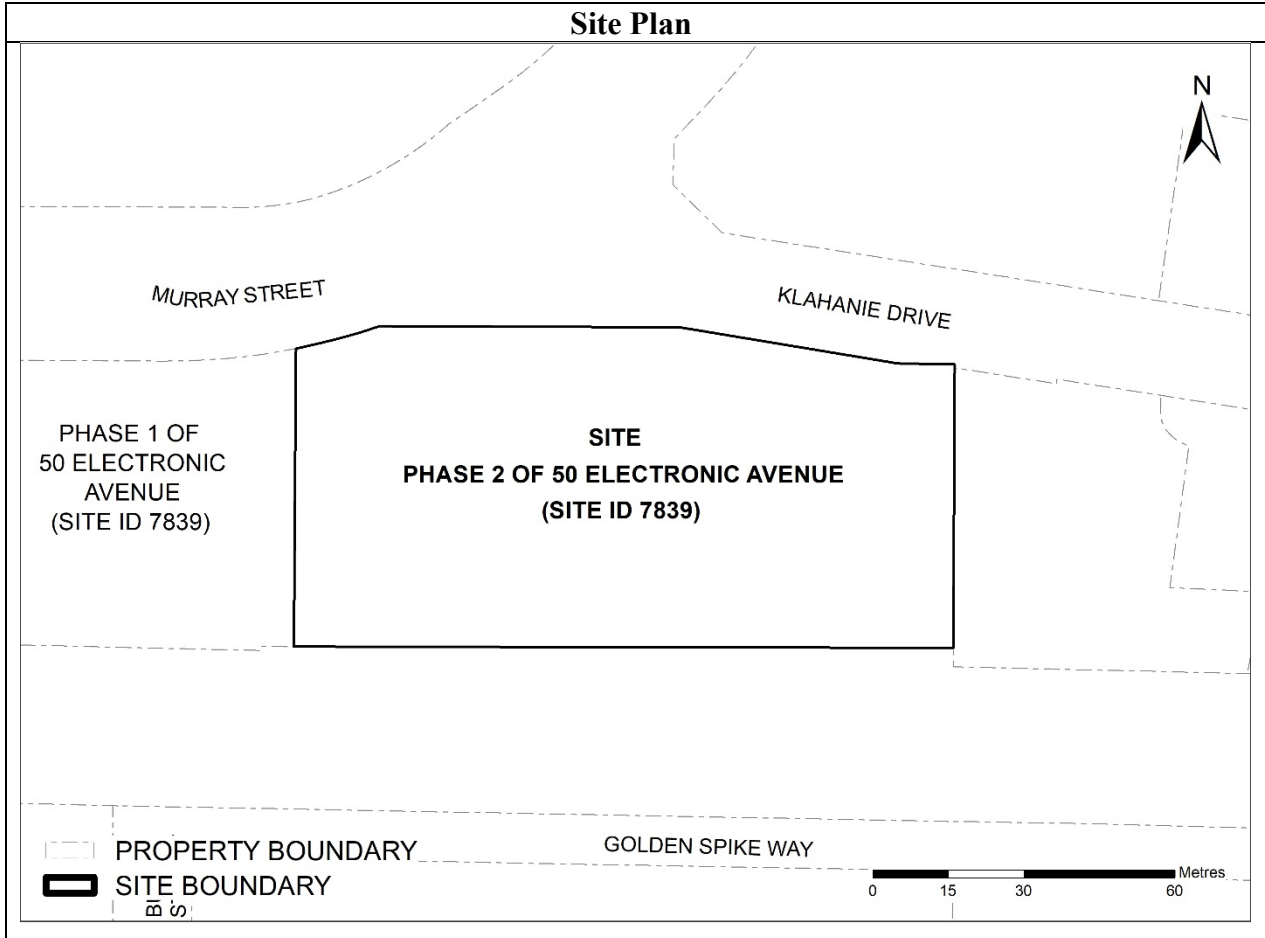 Site Plan
N
MURRAY STREET
KLAHANIE DRIVE
PHASE 1 OF
50 ELECTRONIC
AVENUE
(SITE ID 7839)
SITE
PHASE 2 OF 50 ELECTRONIC AVENUE
(SITE ID 7839)
GOLDEN SPIKE WAY
PROPERTY BOUNDARY
SITE BOUNDARY
Metres
0 15 30 60